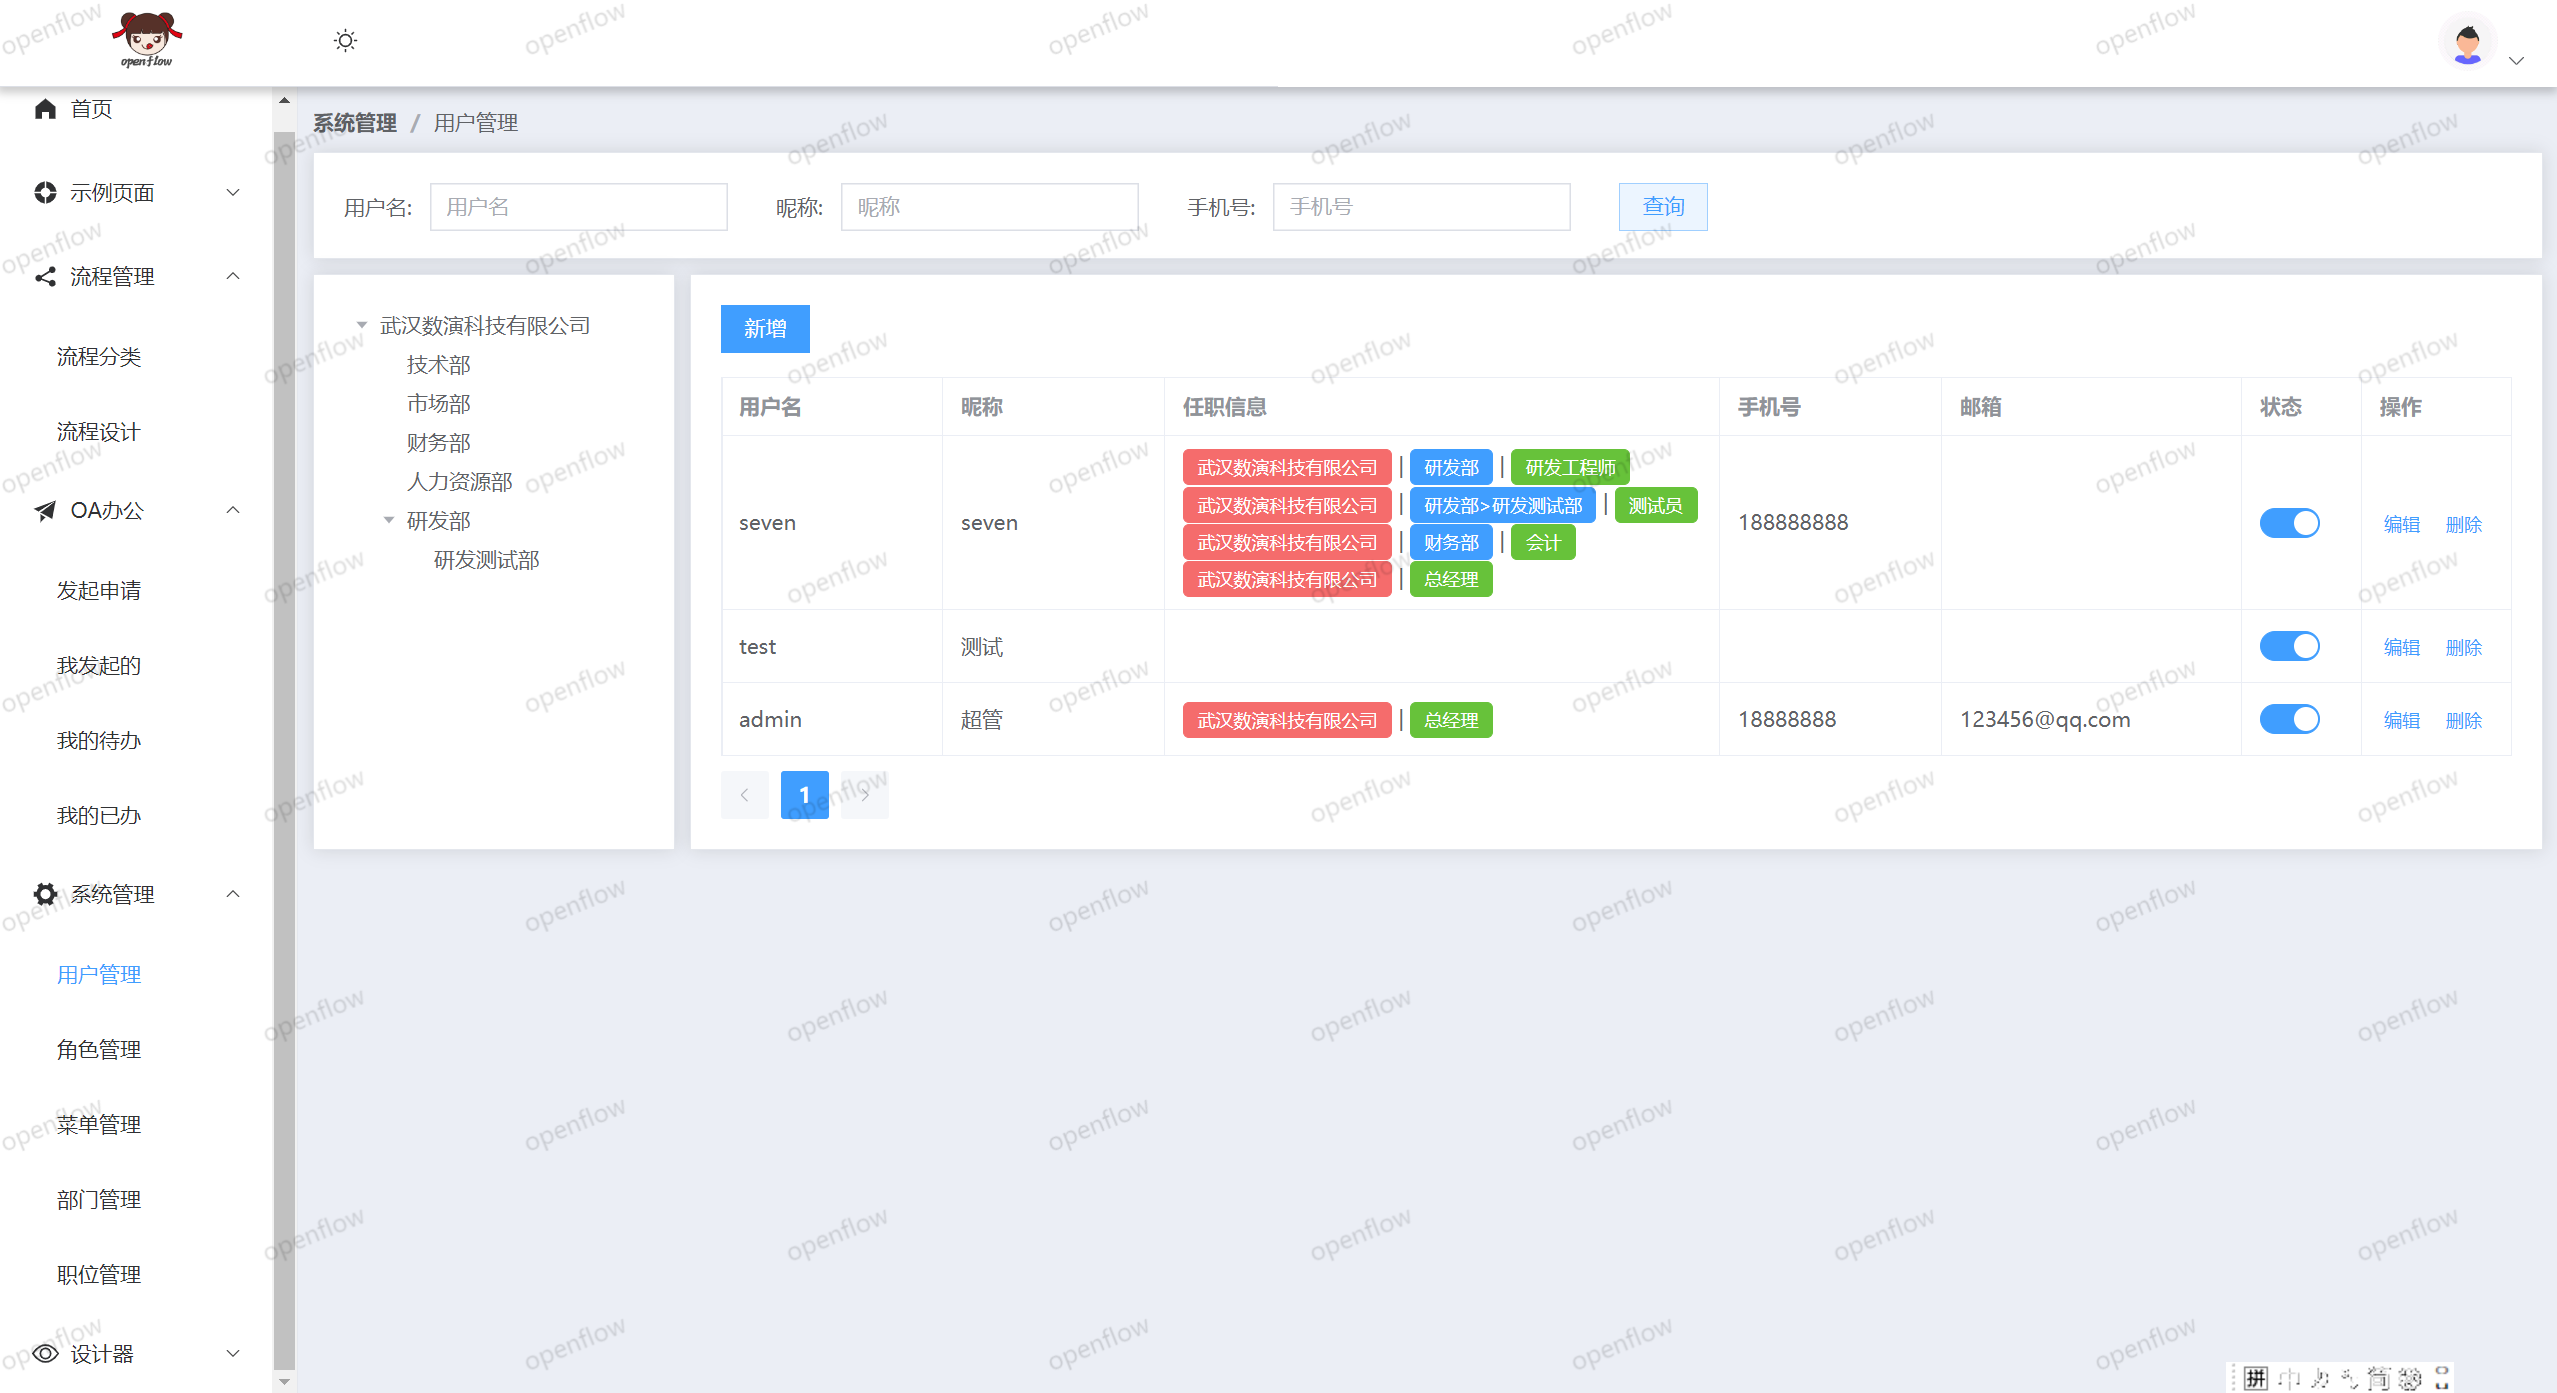 openflow
首页
示例页面
流程管理
流程分类
流程设计
OA办公
发起申请
我发起的
我的待办
我的已办
系统管理
用户管理
角色管理
菜单管理
部门管理
职位管理
设计器
系统管理 / 用户管理
用户名: 用户名 昵称: 昵称 手机号: 手机号 查询
武汉数演科技有限公司
技术部
市场部
财务部
人力资源部
研发部
研发测试部
新增
用户名 昵称 任职信息 手机号 邮箱 状态 操作
武汉数演科技有限公司 | 研发部 | 研发工程师
武汉数演科技有限公司 | 研发部>研发测试部 | 测试员
seven seven 188888888 编辑 删除
武汉数演科技有限公司 | 财务部 | 会计
武汉数演科技有限公司 | 总经理
test 测试 编辑 删除
admin 超管 武汉数演科技有限公司 | 总经理 18888888 123456@qq.com 编辑 删除
1
拼 中 简